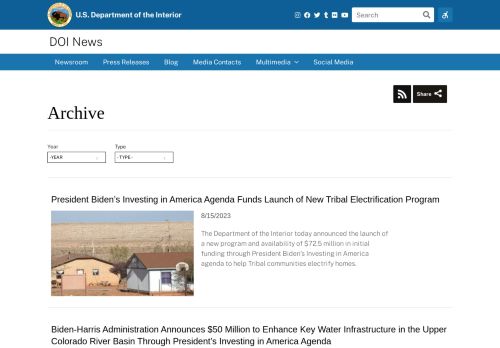 U.S. Department of the Interior
Search
DOI News
Newsroom
Press Releases
Blog
Media Contacts
Multimedia
Social Media
Share
Archive
Year
Type
-YEAR
- TYPE -
President Biden's Investing in America Agenda Funds Launch of New Tribal Electrification Program
8/15/2023
The Department of the Interior today announced the launch of
a new program and availability of $72.5 million in initial
funding through President Biden's Investing in America
agenda to help Tribal communities electrify homes.
Biden-Harris Administration Announces $50 Million to Enhance Key Water Infrastructure in the Upper
Colorado River Basin Through President's Investing in America Agenda